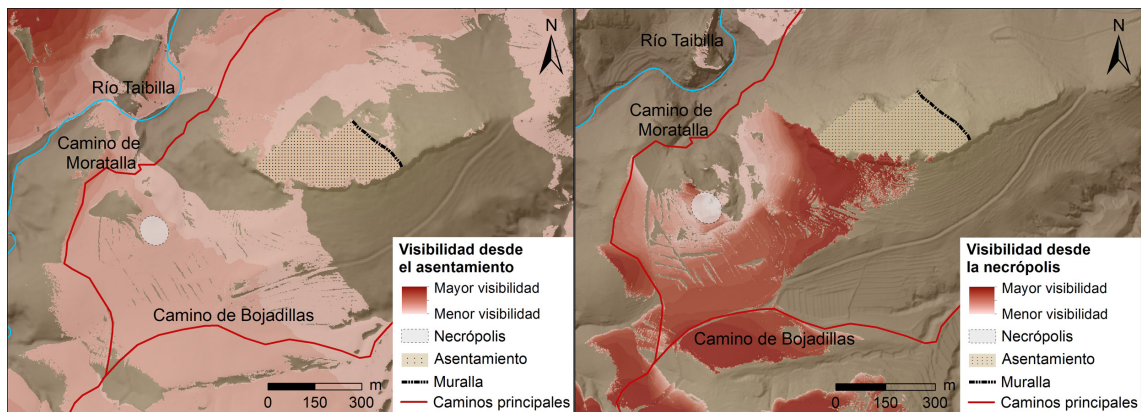 N
Río Taibilla
Camino de
Moratalla
Camino de Bojadillas
Visibilidad desde
el asentamiento
Mayor visibilidad
Menor visibilidad
Necrópolis
Asentamiento
Muralla
Caminos principales
m
0 150 300
N
Río Taibilla
Camino de
Moratalla
Camino de Bojadillas
Visibilidad desde
la necrópolis
Mayor visibilidad
Menor visibilidad
Necrópolis
Asentamiento
Muralla
Caminos principales
m
0 150 300